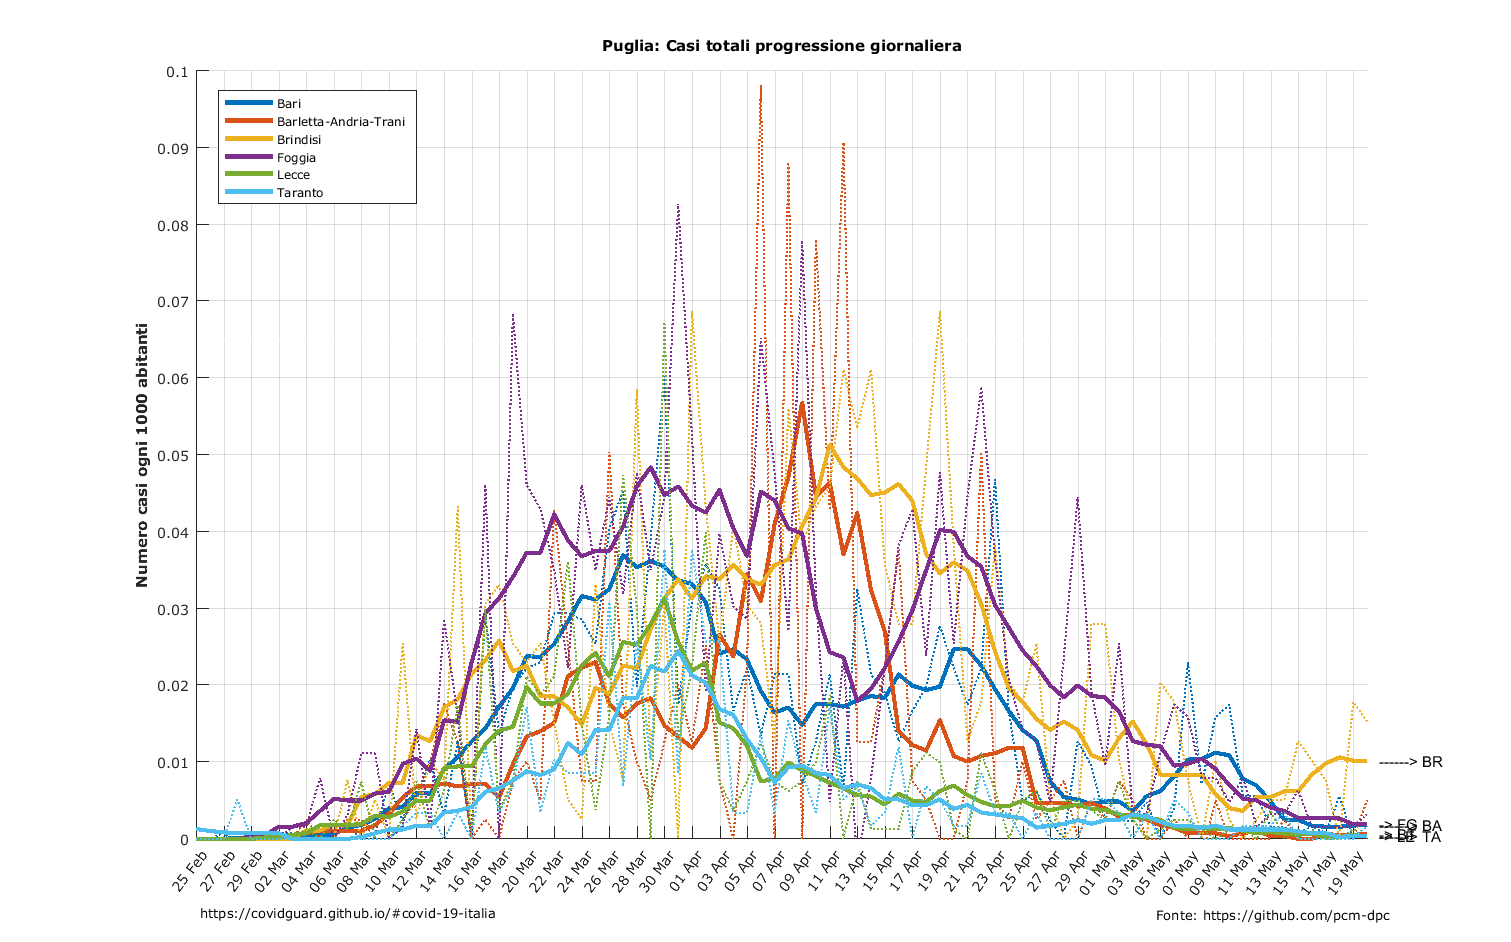 Puglia: Casi totali progressione giornaliera
Numero casi ogni 1000 abitanti
0.1
0.09
0.08
0.07
0.06
0.05
0.04
0.03
0.02
0.01
0
Bari
Barletta-Andria-Trani
Brindisi
Foggia
Lecce
Taranto
------> BR
-> FG
BA
TA
25 Feb
27 Feb
29 Feb
02 Mar
04 Mar
06 Mar
08 Mar
10 Mar
12 Mar
14 Mar
16 Mar
18 Mar
20 Mar
22 Mar
24 Mar
26 Mar
28 Mar
30 Mar
01 Apr
03 Apr
05 Apr
07 Apr
09 Apr
11 Apr
13 Apr
15 Apr
17 Apr
19 Apr
21 Apr
23 Apr
25 Apr
27 Apr
29 Apr
01 May
03 May
05 May
07 May
09 May
11 May
13 May
15 May
17 May
19 May
https://covidguard.github.io/#covid-19-italia
Fonte: https://github.com/pcm-dpc